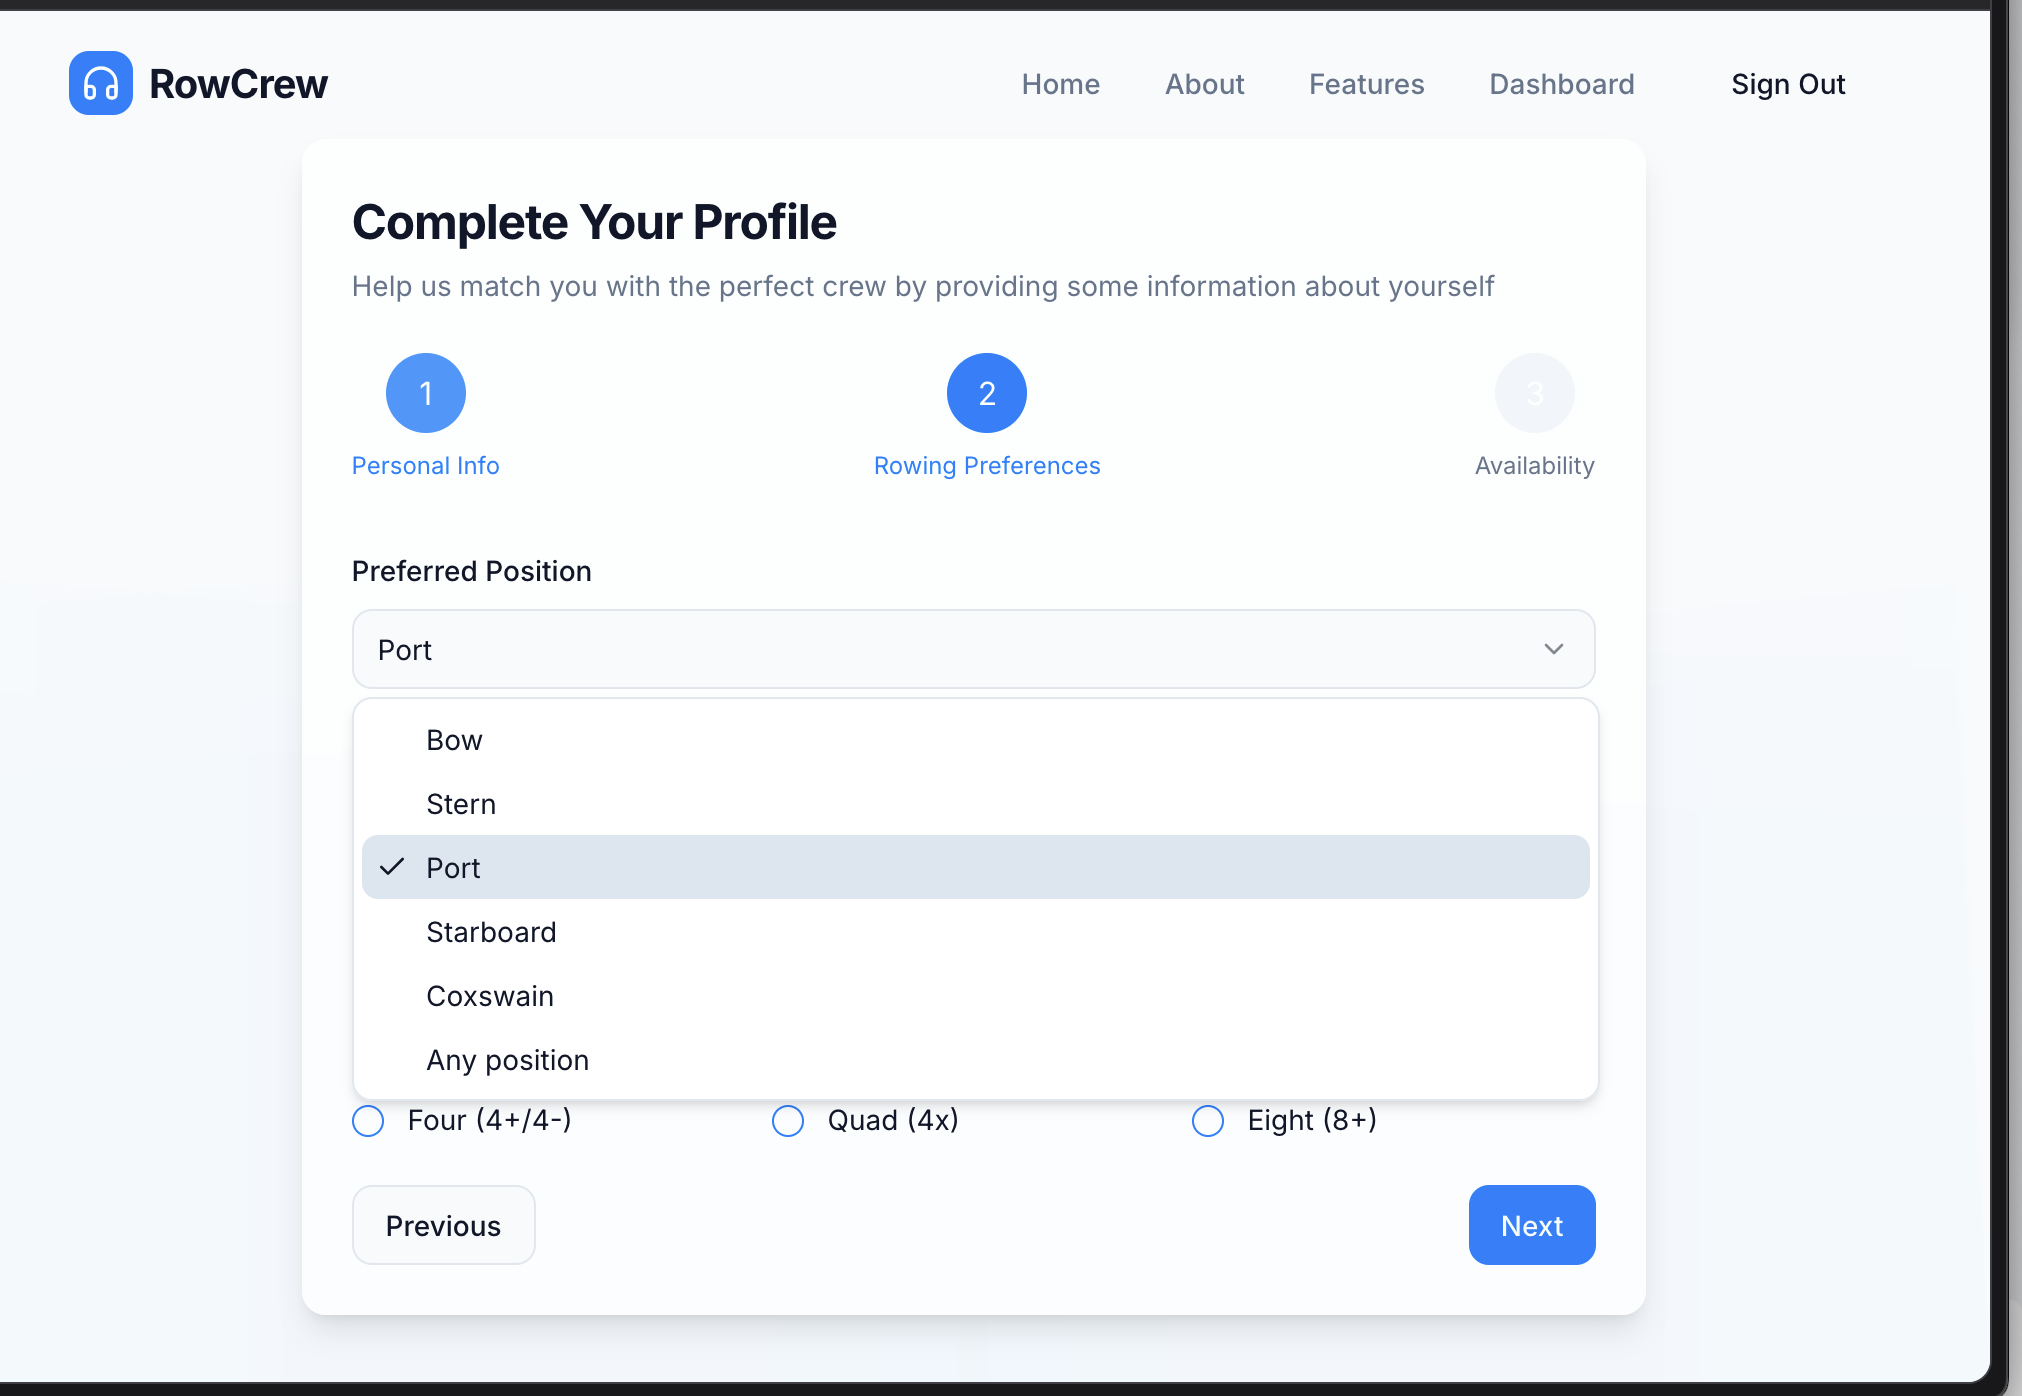 RowCrew
Home About Features Dashboard Sign Out
Complete Your Profile
Help us match you with the perfect crew by providing some information about yourself
1 2 3
Personal Info Rowing Preferences Availability
Preferred Position
Port
Bow
Stern
Port
Starboard
Coxswain
Any position
Four (4+/4-) Quad (4x) Eight (8+)
Previous Next